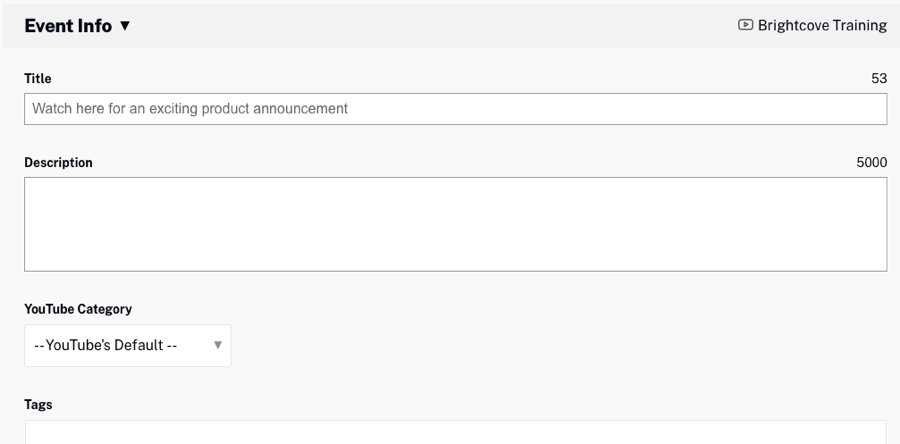 Event Info ▼ Brightcove Training
Title 53
Watch here for an exciting product announcement
Description 5000
YouTube Category
--YouTube's Default -- ▼
Tags